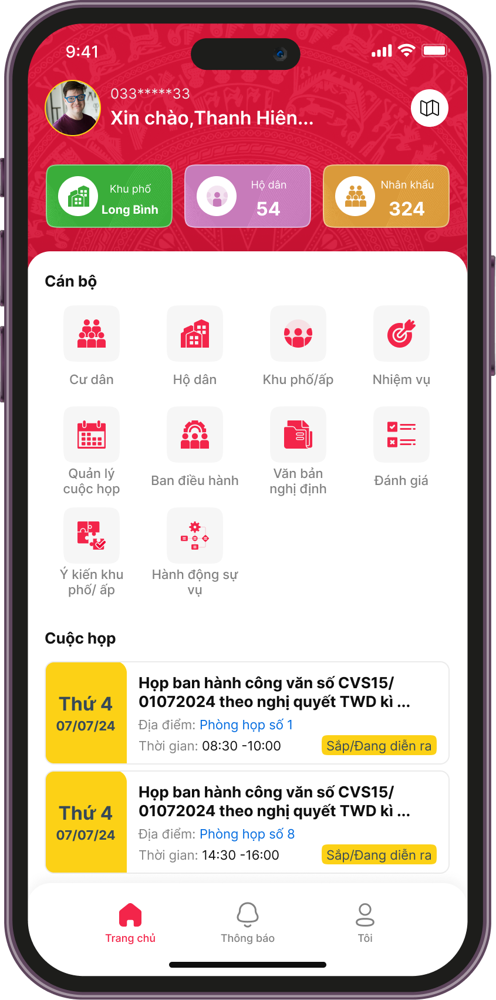 9:41
033*****33
Xin chào,Thanh Hiên...
Khu phố
Long Bình
Hộ dân
54
Nhân khẩu
324
Cán bộ
Cư dân
Hộ dân
Khu phố/ấp
Nhiệm vụ
Quản lý
cuộc họp
Ban điều hành
Văn bản
nghị định
Đánh giá
Ý kiến khu
phố/ ấp
Hành động sự
vụ
Cuộc họp
Thứ 4
07/07/24
Họp ban hành công văn số CVS15/
01072024 theo nghị quyết TWD kì ...
Địa điểm: Phòng họp số 1
Thời gian: 08:30 -10:00
Sắp/Đang diễn ra
Thứ 4
07/07/24
Họp ban hành công văn số CVS15/
01072024 theo nghị quyết TWD kì ...
Địa điểm: Phòng họp số 8
Thời gian: 14:30 -16:00
Sắp/Đang diễn ra
Trang chủ
Thông báo
Tôi